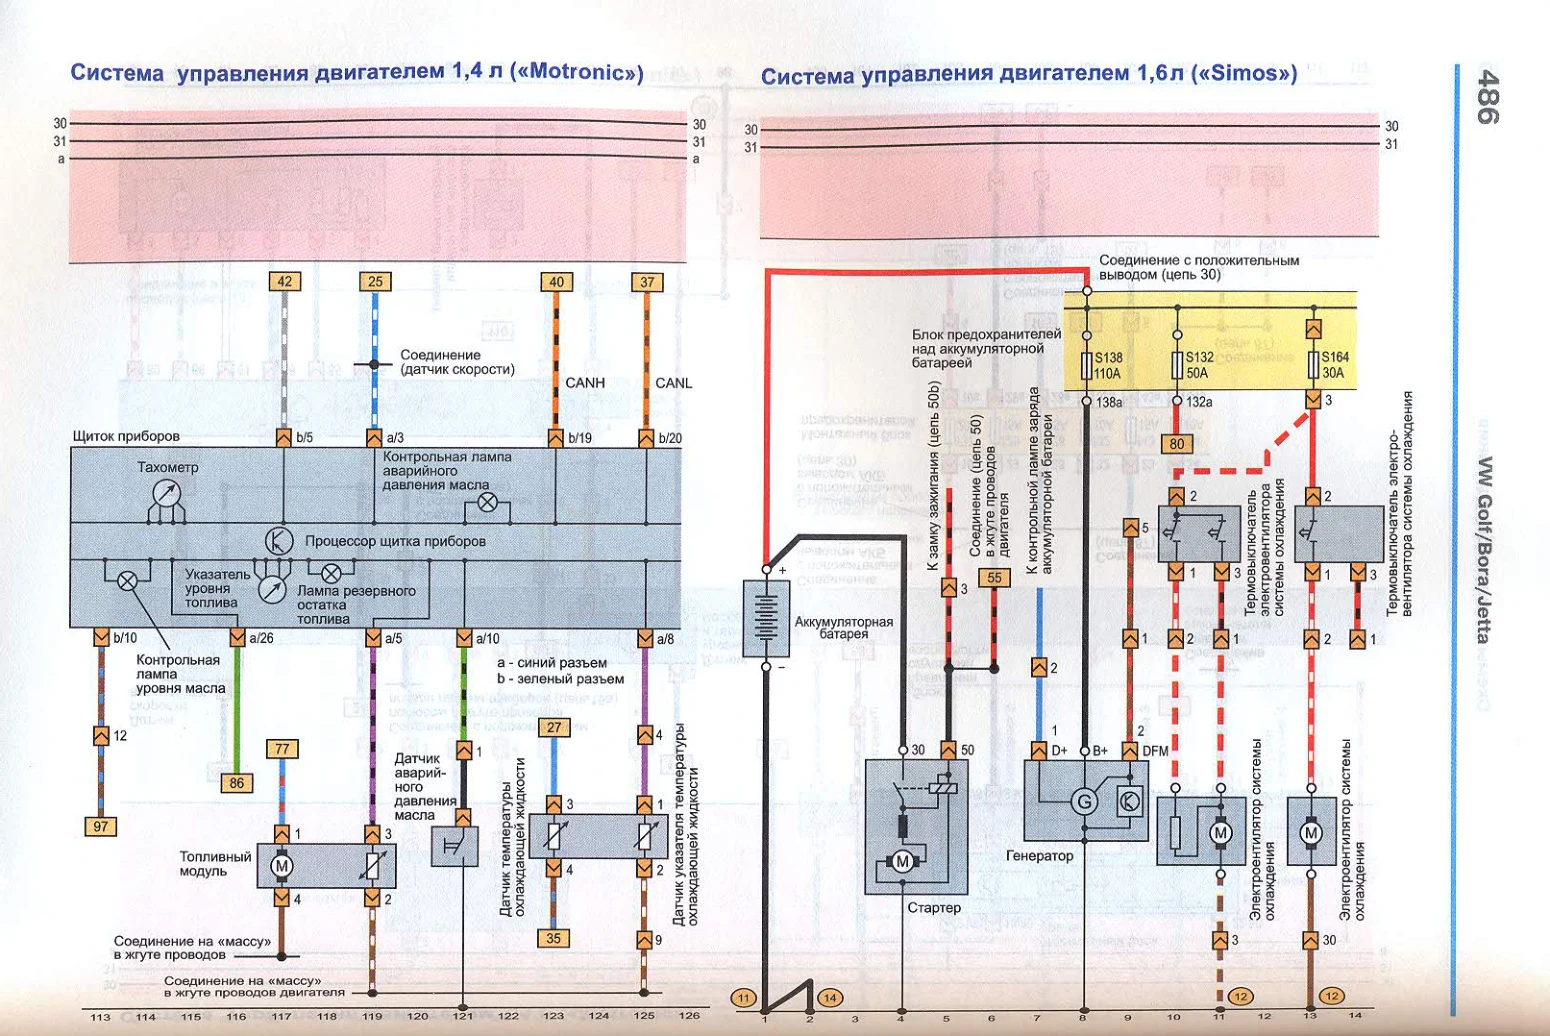 Система управления двигателем 1,4 л («Motronic»)
Система управления двигателем 1,6л («Simos»)
486
VW Golf/Bora/Jetta
30
31
a
30
31
a
30
31
30
31
42
25
40
37
Соединение
(датчик скорости)
CANH
CANL
Щиток приборов
b/5
a/3
b/19
b/20
Тахометр
Контрольная лампа
аварийного
давления масла
Процессор щитка приборов
Указатель
уровня
топлива
Лампа резервного
остатка
топлива
b/10
a/26
a/5
a/10
a/8
Контрольная
лампа
уровня масла
а - синий разъем
b - зеленый разъем
12
97
86
77
1
3
Топливный
модуль
M
4
2
Датчик
аварий-
ного
давления
масла
1
27
3
4
35
Датчик температуры
охлаждающей жидкости
4
1
2
9
Датчик указателя температуры
охлаждающей жидкости
Соединение на «массу»
в жгуте проводов
Соединение на «массу»
в жгуте проводов двигателя
113 114 115 116 117 118 119 120 121 122 123 124 125 126
Соединение с положительным
выводом (цепь 30)
Блок предохранителей
над аккумуляторной
батареей
S138
110A
S132
50A
S164
30A
138a
132a
3
80
К замку зажигания (цепь 50b)
Соединение (цепь 50)
в жгуте проводов
двигателя
К контрольной лампе заряда
аккумуляторной батареи
+
–
Аккумуляторная
батарея
3
55
2
5
1
30
50
M
Стартер
1
D+
B+
2
DFM
G
Генератор
2
1
3
2
1
Термовыключатель
электровентилятора
системы охлаждения
2
1
3
2
1
Термовыключатель электро-
вентилятора системы охлаждения
M
Электровентилятор системы
охлаждения
M
Электровентилятор системы
охлаждения
3
30
11
14
12
12
1 2 3 4 5 6 7 8 9 10 11 12 13 14